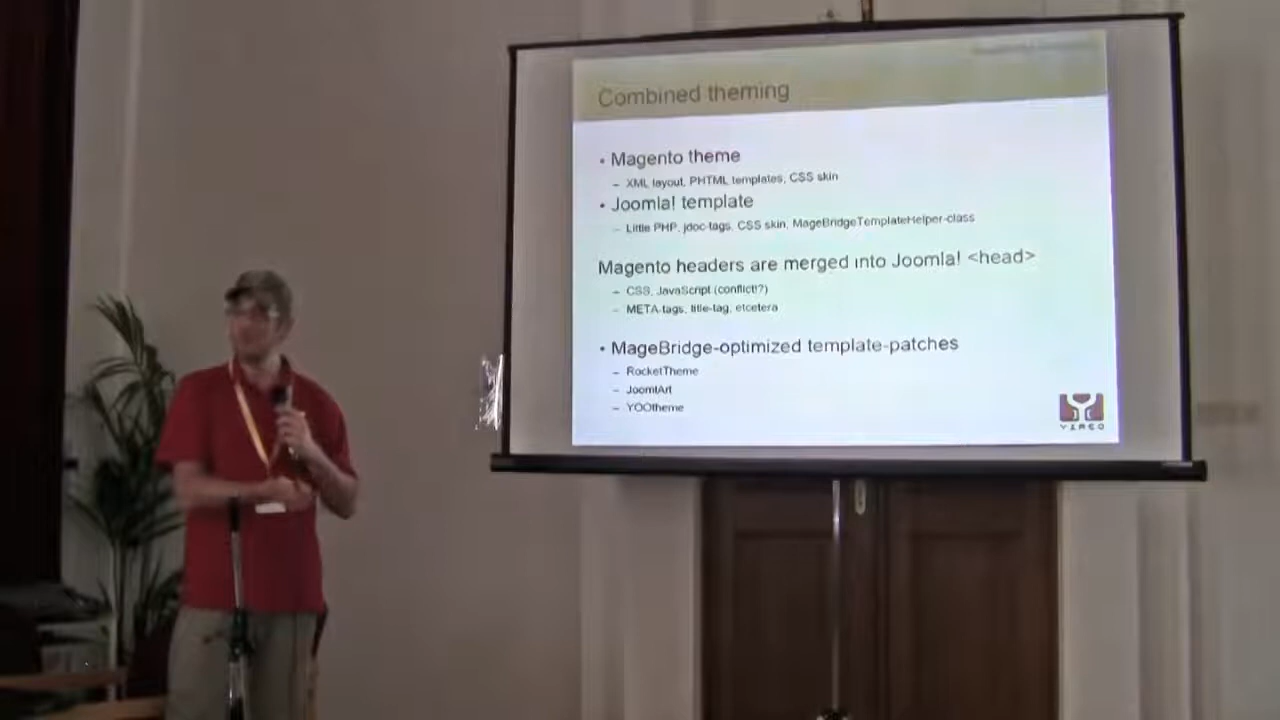 Combined theming
• Magento theme
– XML layout, PHTML templates, CSS skin
• Joomla! template
– Little PHP, jdoc-tags, CSS skin, MageBridgeTemplateHelper-class
Magento headers are merged into Joomla! <head>
– CSS, JavaScript (conflict!?)
– META-tags, title-tag, etcetera
• MageBridge-optimized template-patches
– RocketTheme
– JoomlArt
– YOOtheme
YIREO